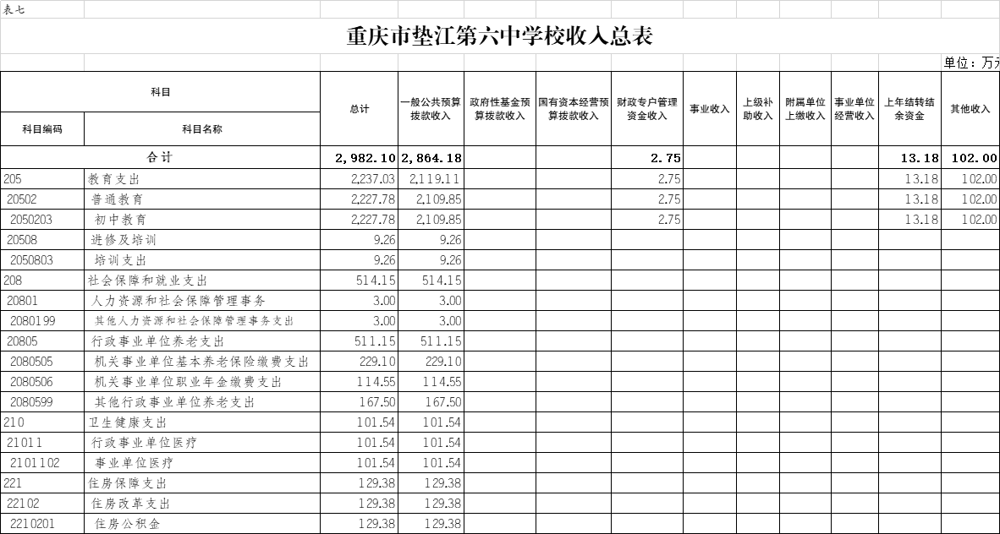 表七
重庆市垫江第六中学校收入总表
单位：万元
科目 总计 一般公共预算拨款收入 政府性基金预算拨款收入 国有资本经营预算拨款收入 财政专户管理资金收入 事业收入 上级补助收入 附属单位上缴收入 事业单位经营收入 上年结转结余资金 其他收入
科目编码 科目名称
合计 2,982.10 2,864.18 2.75 13.18 102.00
205 教育支出 2,237.03 2,119.11 2.75 13.18 102.00
20502 普通教育 2,227.78 2,109.85 2.75 13.18 102.00
2050203 初中教育 2,227.78 2,109.85 2.75 13.18 102.00
20508 进修及培训 9.26 9.26
2050803 培训支出 9.26 9.26
208 社会保障和就业支出 514.15 514.15
20801 人力资源和社会保障管理事务 3.00 3.00
2080199 其他人力资源和社会保障管理事务支出 3.00 3.00
20805 行政事业单位养老支出 511.15 511.15
2080505 机关事业单位基本养老保险缴费支出 229.10 229.10
2080506 机关事业单位职业年金缴费支出 114.55 114.55
2080599 其他行政事业单位养老支出 167.50 167.50
210 卫生健康支出 101.54 101.54
21011 行政事业单位医疗 101.54 101.54
2101102 事业单位医疗 101.54 101.54
221 住房保障支出 129.38 129.38
22102 住房改革支出 129.38 129.38
2210201 住房公积金 129.38 129.38